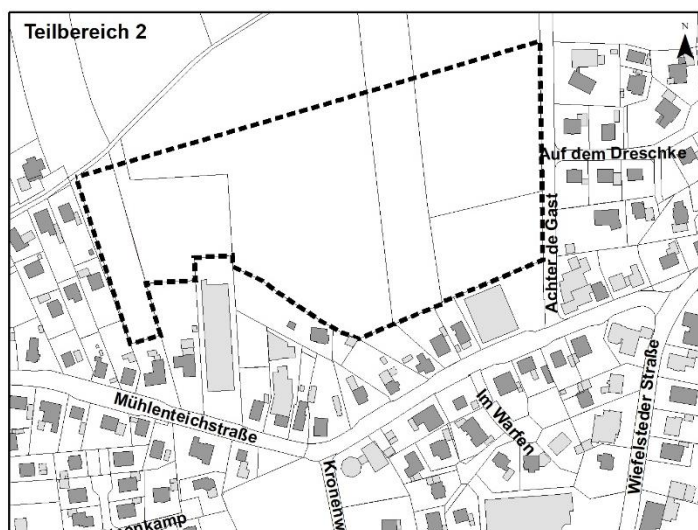 Teilbereich 2
N
Auf dem Dreschke
Achter de Gast
Mühlenteichstraße
Im Warfen
Wiefelsteder Straße